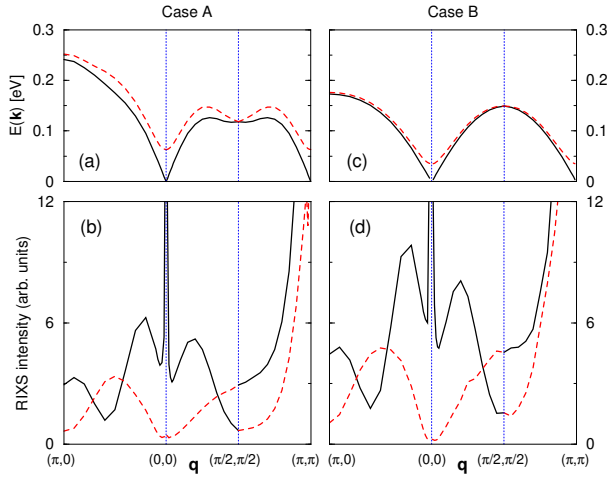 Case A
Case B
0.3
0.2
0.1
0
E(k) [eV]
(a)
(c)
0.3
0.2
0.1
0
12
6
0
RIXS intensity (arb. units)
(b)
(d)
12
6
0
(π,0)
(0,0)
q
(π/2,π/2)
(π,π)
(π,0)
(0,0)
q
(π/2,π/2)
(π,π)